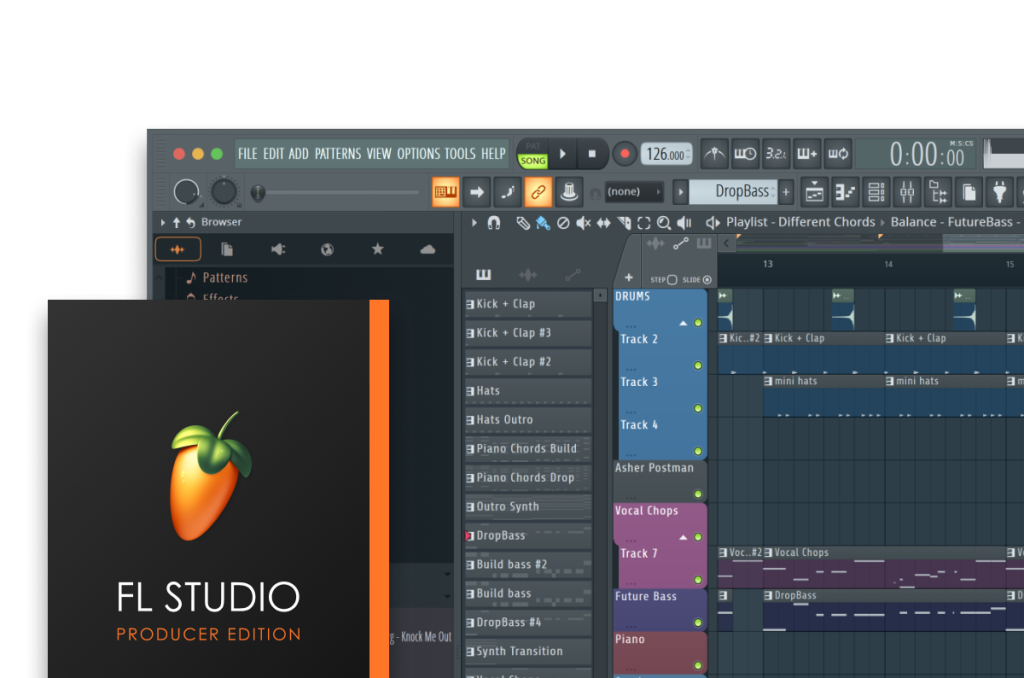 FILE EDIT ADD PATTERNS VIEW OPTIONS TOOLS HELP
PAT
SONG
126.000
3.2.1
0:00:00
M:S:CS
(none)
DropBass
+
Browser
Playlist - Different Chords › Balance - FutureBass -
STEP SLIDE
13 14 15
Patterns
Effects
Kick + Clap
Kick + Clap #3
Kick + Clap #2
Hats
Hats Outro
Piano Chords Build
Piano Chords Drop
Outro Synth
DropBass
Build bass #2
Build bass
DropBass #4
Synth Transition
DRUMS
Track 2
Track 3
Track 4
Asher Postman
Vocal Chops
Track 7
Future Bass
Piano
Kic..#2 Kick + Clap Kick + Clap
mini hats mini hats
Voc..#2 Vocal Chops
DropBass
- Knock Me Out
FL STUDIO
PRODUCER EDITION